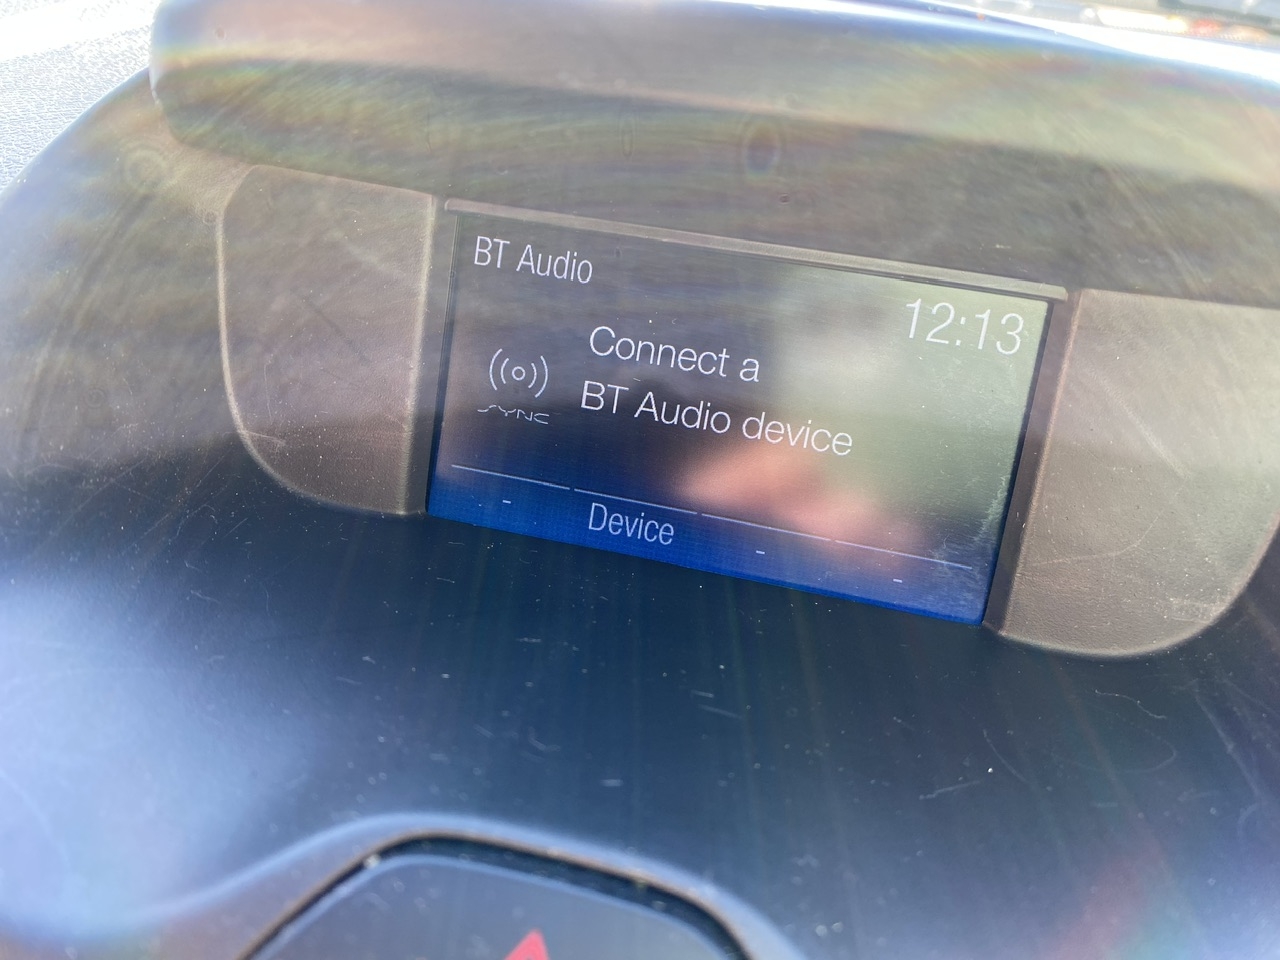 BT Audio
12:13
Connect a
BT Audio device
SYNC
- Device - -